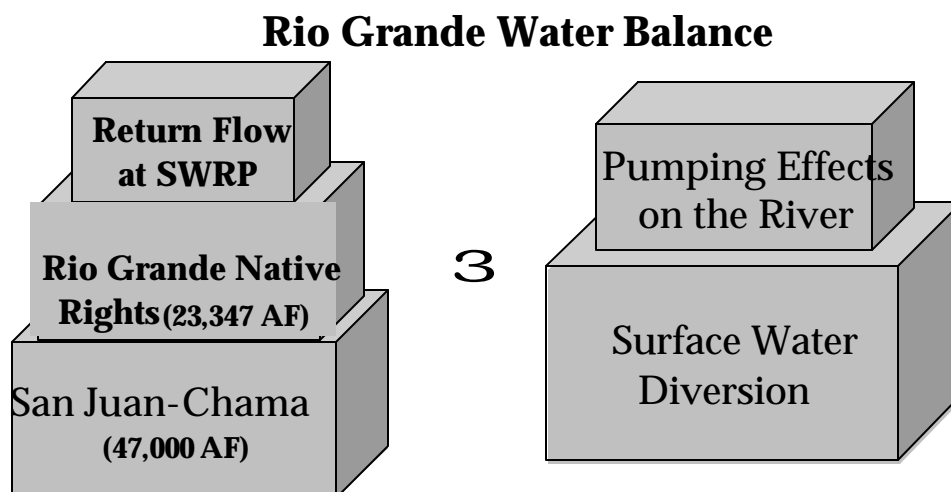 Rio Grande Water Balance
Return Flow
at SWRP
Rio Grande Native
Rights (23,347 AF)
San Juan-Chama
(47,000 AF)
3
Pumping Effects
on the River
Surface Water
Diversion